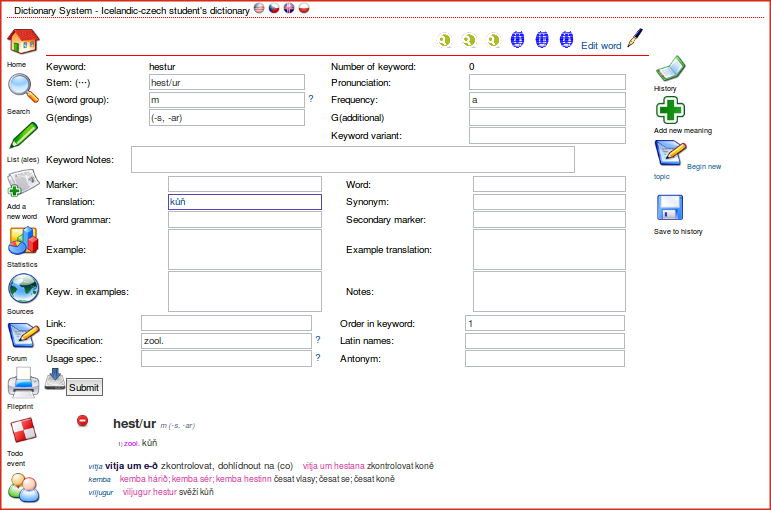 Dictionary System - Icelandic-czech student's dictionary
Edit word
Home
Search
List (ales)
Add a
new word
Statistics
Sources
Forum
Fileprint
Todo
event
Keyword: hestur Number of keyword: 0
Stem: (···) hest/ur Pronunciation:
G(word group): m ? Frequency: a
G(endings) (-s, -ar) G(additional)
Keyword variant:
Keyword Notes:
Marker: Word:
Translation: kůň Synonym:
Word grammar: Secondary marker:
Example: Example translation:
Keyw. in examples: Notes:
Link: Order in keyword: 1
Specification: zool. ? Latin names:
Usage spec.: ? Antonym:
Submit
History
Add new meaning
Begin new
topic
Save to history
hest/ur m (-s, -ar)
1) zool. kůň
vitja vitja um e-ð zkontrolovat, dohlídnout na (co) vitja um hestana zkontrolovat koně
kemba kemba hárið; kemba sér; kemba hestinn česat vlasy; česat se; česat koně
viljugur viljugur hestur svěží kůň